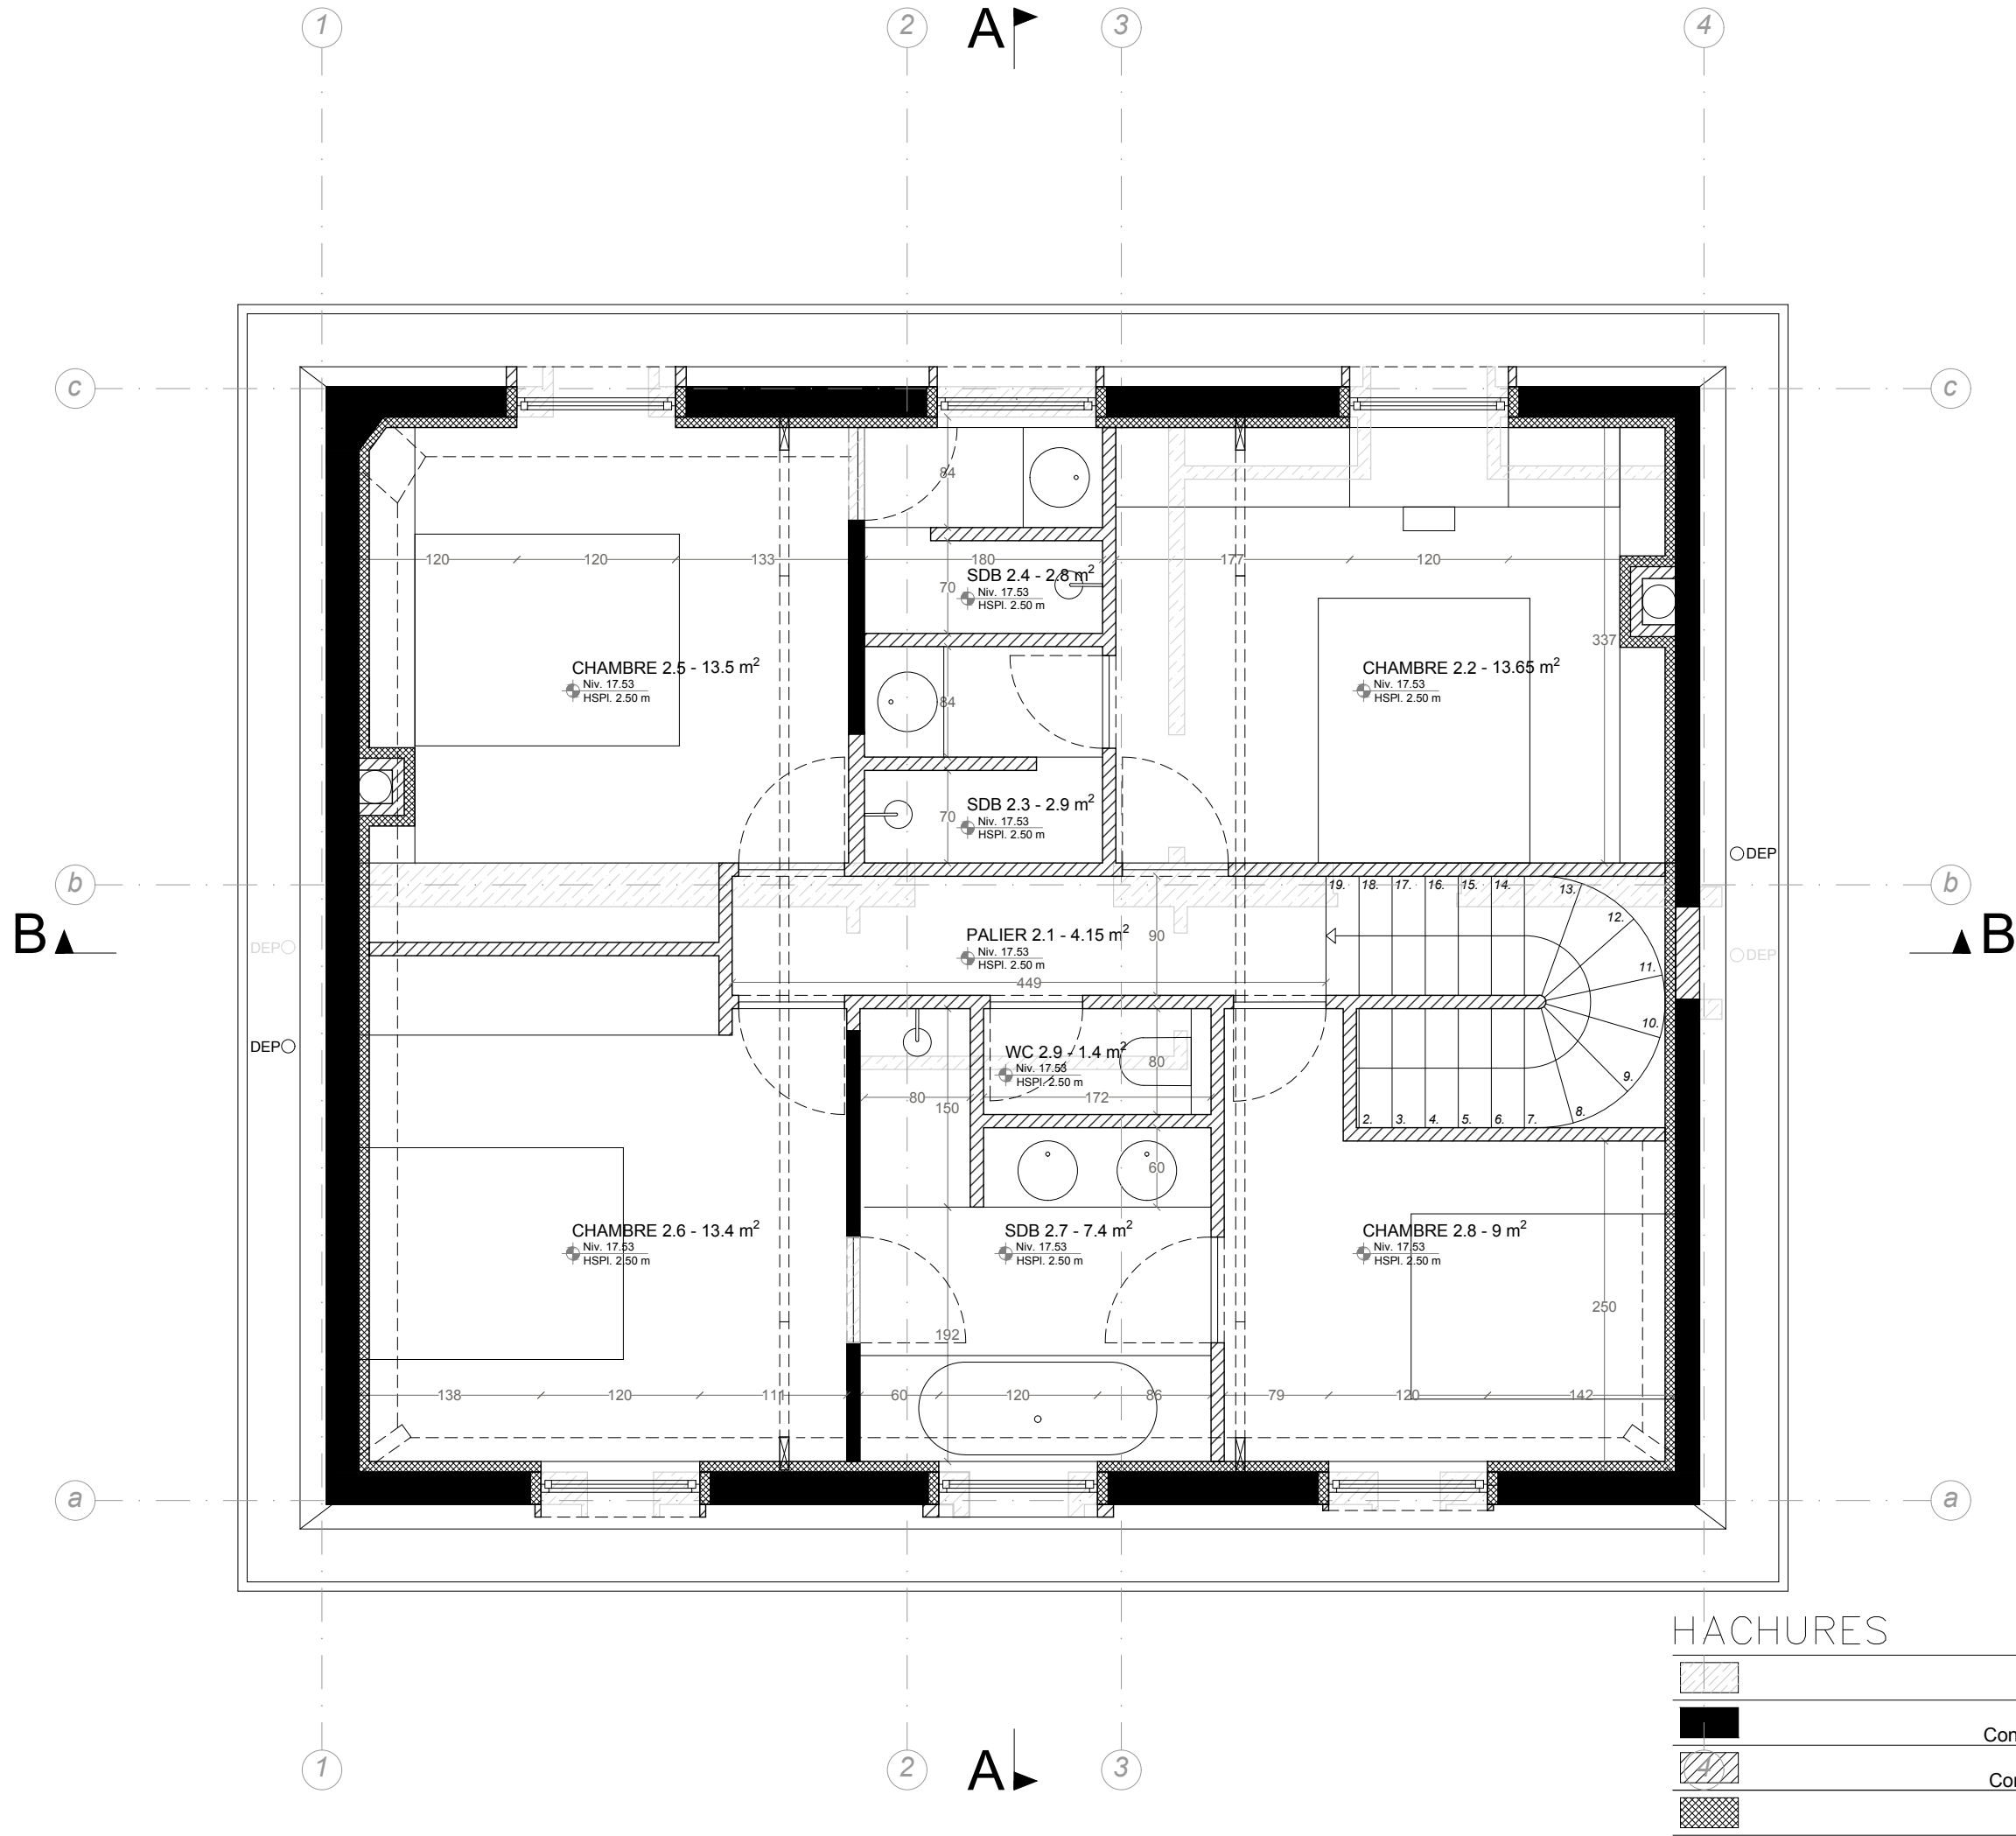 1 2 A 3 4
c c
84
120 120 133 180 177 120
SDB 2.4 - 2.8 m²
Niv. 17.53
HSPl. 2.50 m
70
337
CHAMBRE 2.5 - 13.5 m²
Niv. 17.53
HSPl. 2.50 m
CHAMBRE 2.2 - 13.65 m²
Niv. 17.53
HSPl. 2.50 m
84
SDB 2.3 - 2.9 m²
Niv. 17.53
HSPl. 2.50 m
70
DEP
b b
19. 18. 17. 16. 15. 14. 13.
12.
11.
10.
9.
8.
B B
DEP DEP
PALIER 2.1 - 4.15 m²
Niv. 17.53
HSPl. 2.50 m
90
449
DEP
WC 2.9 - 1.4 m²
Niv. 17.53
HSPl. 2.50 m
80
80 150 172
2. 3. 4. 5. 6. 7.
60
CHAMBRE 2.6 - 13.4 m²
Niv. 17.53
HSPl. 2.50 m
SDB 2.7 - 7.4 m²
Niv. 17.53
HSPl. 2.50 m
CHAMBRE 2.8 - 9 m²
Niv. 17.53
HSPl. 2.50 m
250
192
138 120 111 60 120 86 79 120 142
a a
HACHURES
Con
Cor
1 2 A 3 4